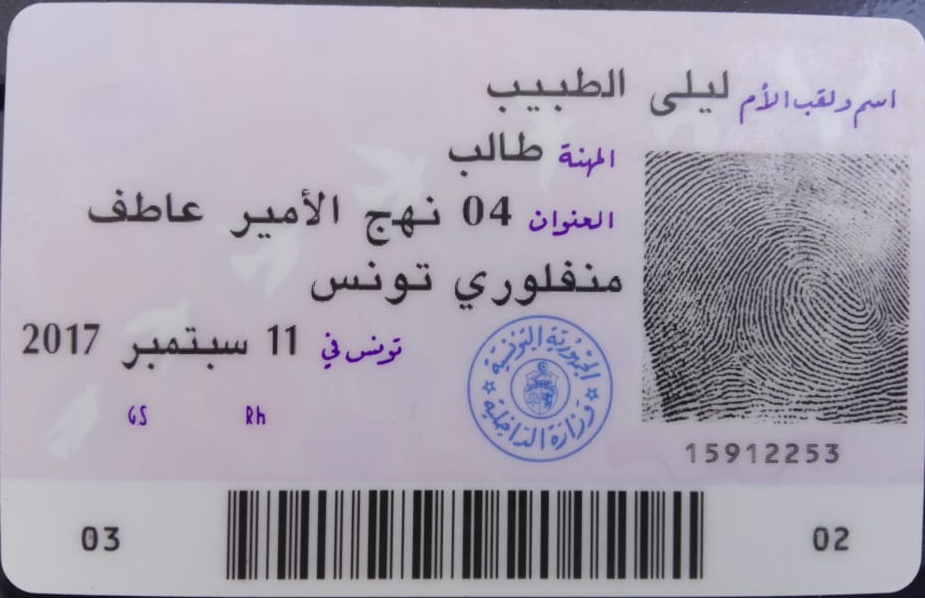 اسم ولقب الأم ليلى الطبيب
المهنة طالب
العنوان 04 نهج الأمير عاطف
منفلوري تونس
تونس في 11 سبتمبر 2017
GS Rh
الجمهورية التونسية
وزارة الداخلية
15912253
03 02